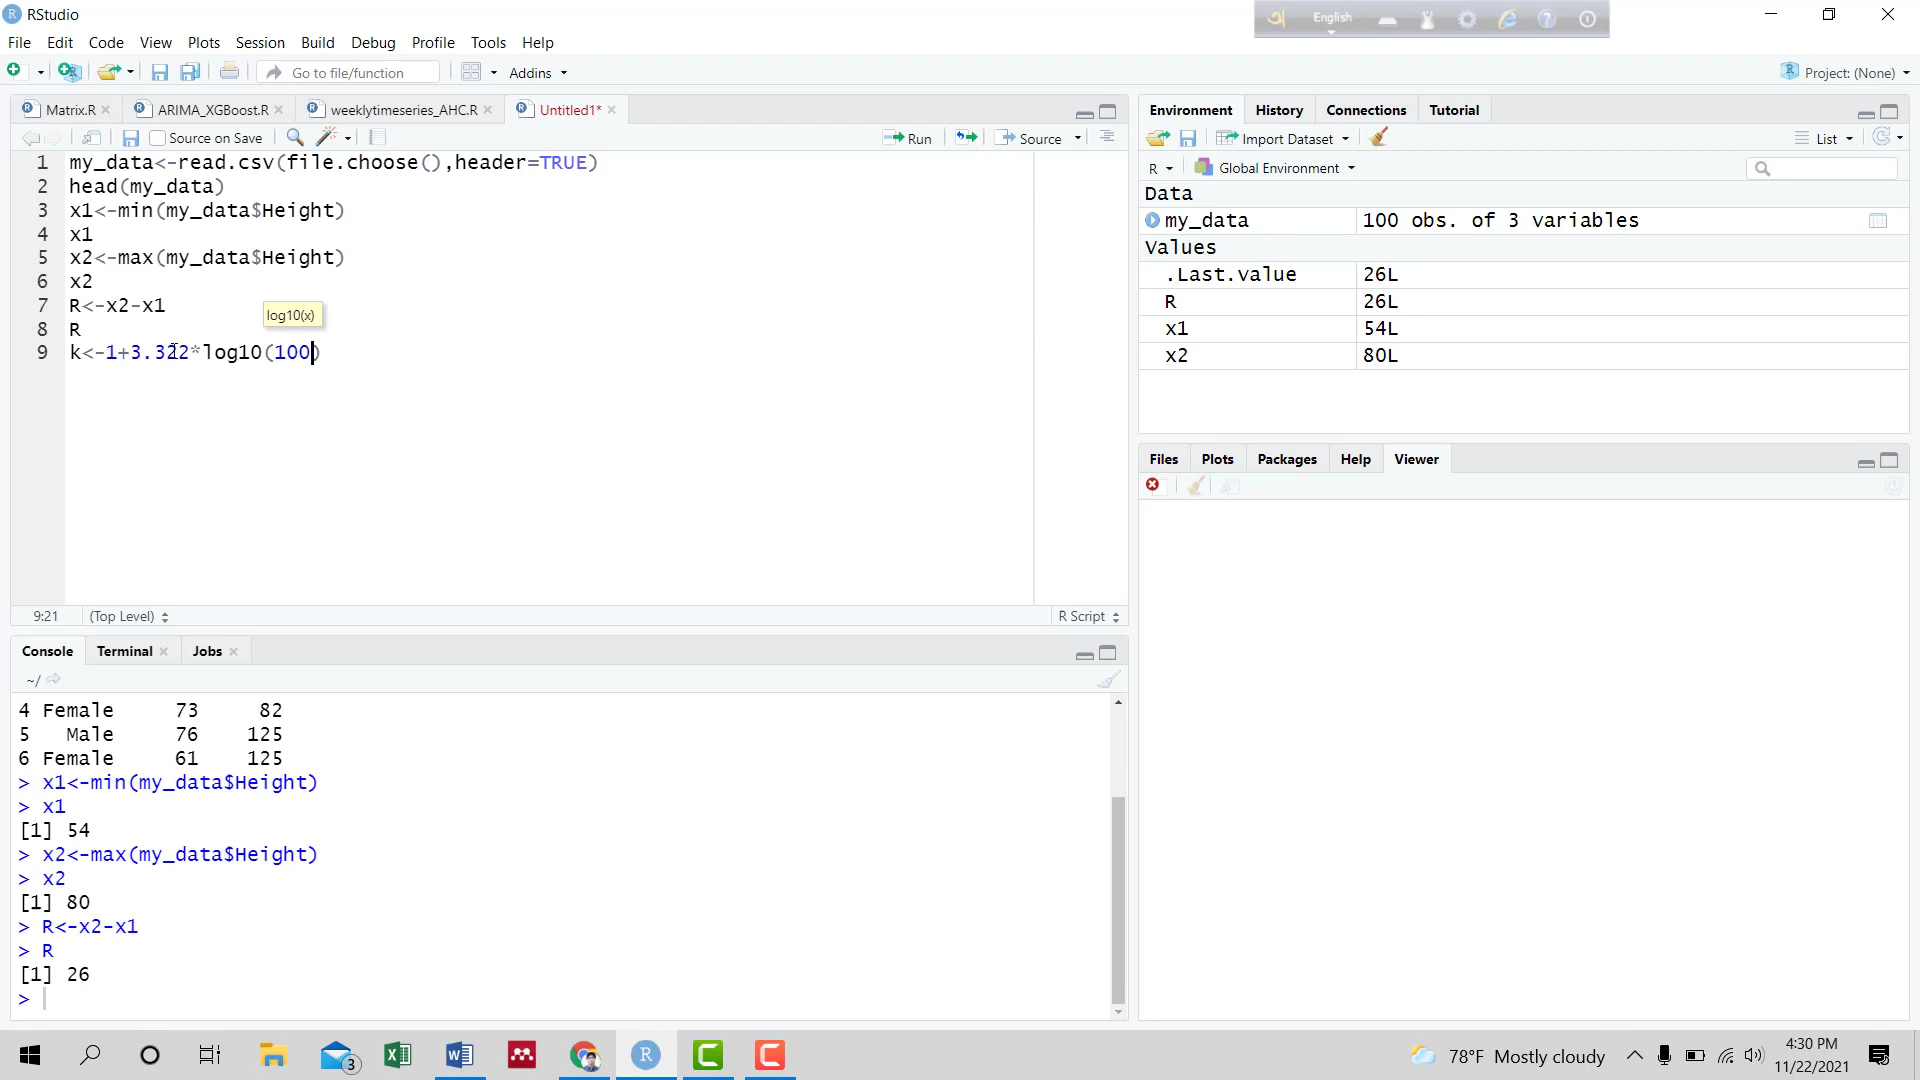 RStudio
English
File Edit Code View Plots Session Build Debug Profile Tools Help
Go to file/function
Addins
Project: (None)
Matrix.R
ARIMA_XGBoost.R
weeklytimeseries_AHC.R
Untitled1*
Source on Save
Run
Source
1 my_data<-read.csv(file.choose(),header=TRUE)
2 head(my_data)
3 x1<-min(my_data$Height)
4 x1
5 x2<-max(my_data$Height)
6 x2
7 R<-x2-x1
log10(x)
8 R
9 k<-1+3.322*log10(100)
9:21
(Top Level)
R Script
Console
Terminal
Jobs
~/
4 Female 73 82
5 Male 76 125
6 Female 61 125
> x1<-min(my_data$Height)
> x1
[1] 54
> x2<-max(my_data$Height)
> x2
[1] 80
> R<-x2-x1
> R
[1] 26
>
Environment History Connections Tutorial
Import Dataset
List
R
Global Environment
Data
my_data 100 obs. of 3 variables
Values
.Last.value 26L
R 26L
x1 54L
x2 80L
Files Plots Packages Help Viewer
3
78°F Mostly cloudy
4:30 PM
11/22/2021